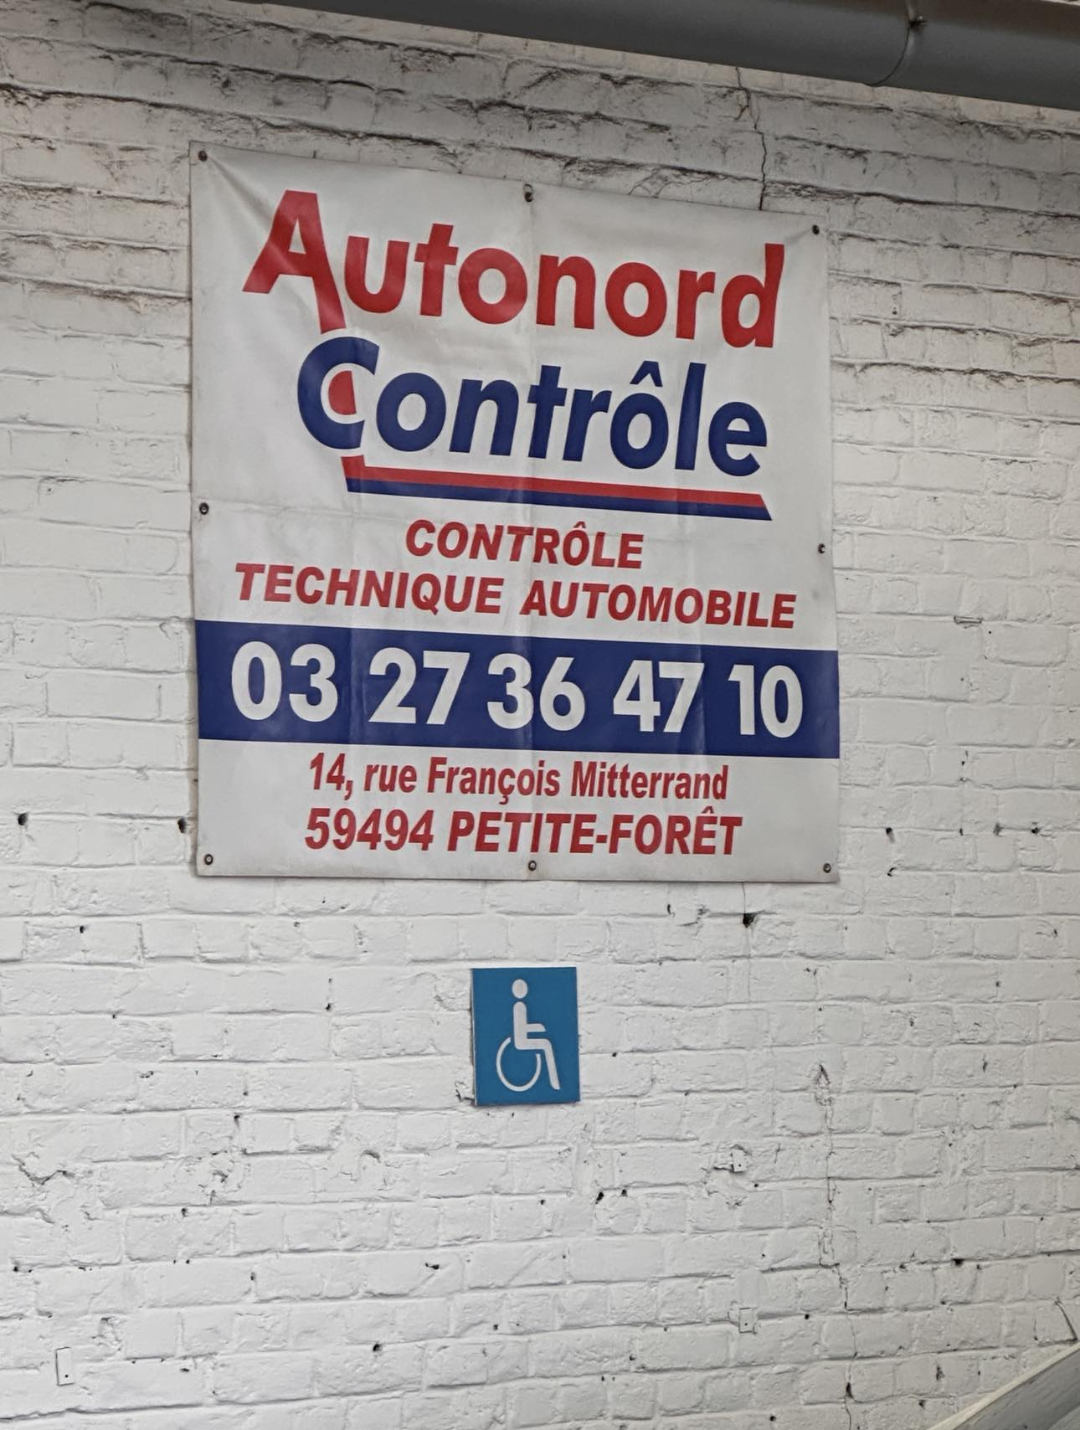 Autonord
Contrôle
CONTRÔLE
TECHNIQUE AUTOMOBILE
03 27 36 47 10
14, rue François Mitterrand
59494 PETITE-FORÊT